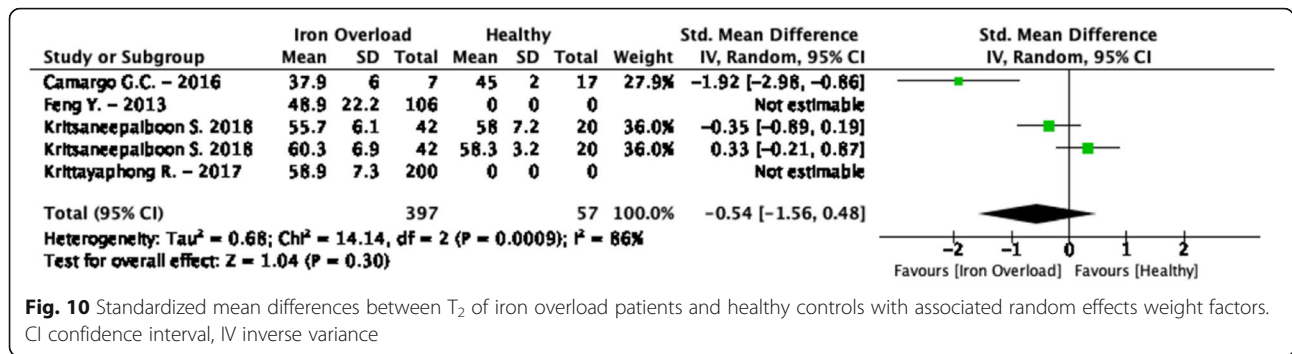 Iron Overload Healthy Std. Mean Difference Std. Mean Difference
Study or Subgroup Mean SD Total Mean SD Total Weight IV, Random, 95% CI IV, Random, 95% CI
Camargo G.C. – 2016 37.9 6 7 45 2 17 27.9% −1.92 [−2.98, −0.86]
Feng Y. – 2013 48.9 22.2 106 0 0 0 Not estimable
Kritsaneepaiboon S. 2018 55.7 6.1 42 58 7.2 20 36.0% −0.35 [−0.89, 0.19]
Kritsaneepaiboon S. 2018 60.3 6.9 42 58.3 3.2 20 36.0% 0.33 [−0.21, 0.87]
Krittayaphong R. – 2017 58.9 7.3 200 0 0 0 Not estimable
Total (95% CI) 397 57 100.0% −0.54 [−1.56, 0.48]
Heterogeneity: Tau² = 0.68; Chi² = 14.14, df = 2 (P = 0.0009); I² = 86%
Test for overall effect: Z = 1.04 (P = 0.30)
−2 −1 0 1 2
Favours [Iron Overload] Favours [Healthy]
Fig. 10 Standardized mean differences between T₂ of iron overload patients and healthy controls with associated random effects weight factors.
CI confidence interval, IV inverse variance